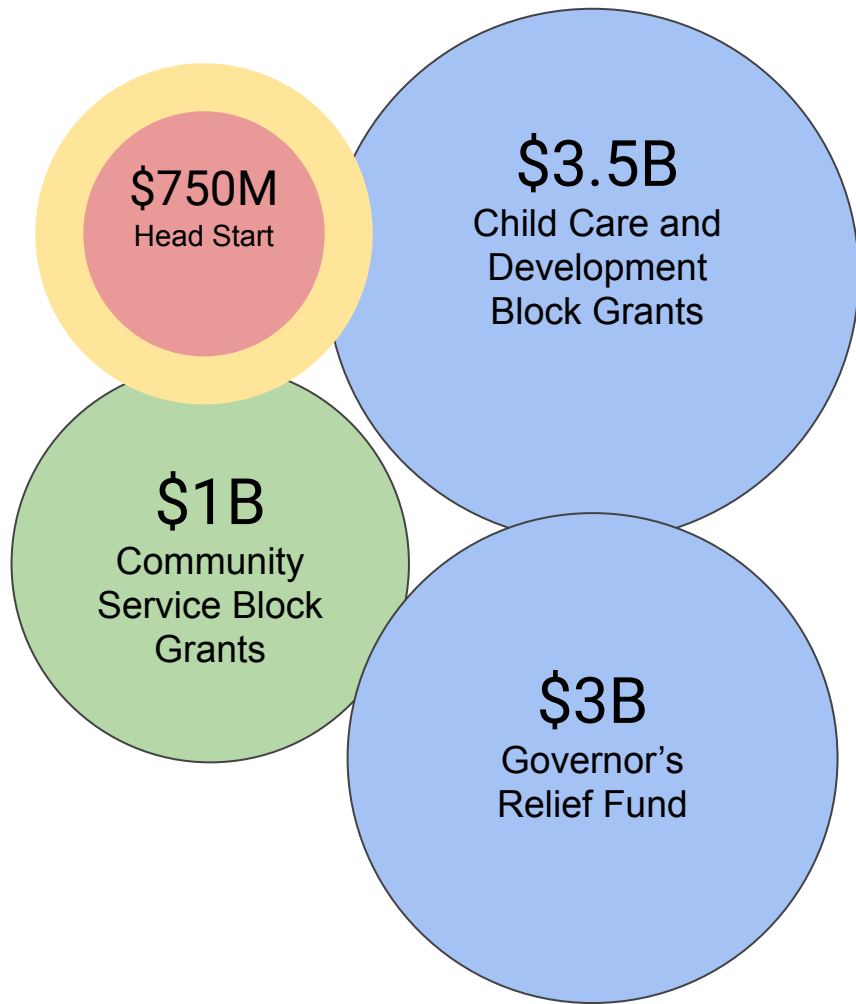 $750M
Head Start
$3.5B
Child Care and
Development
Block Grants
$1B
Community
Service Block
Grants
$3B
Governor’s
Relief Fund